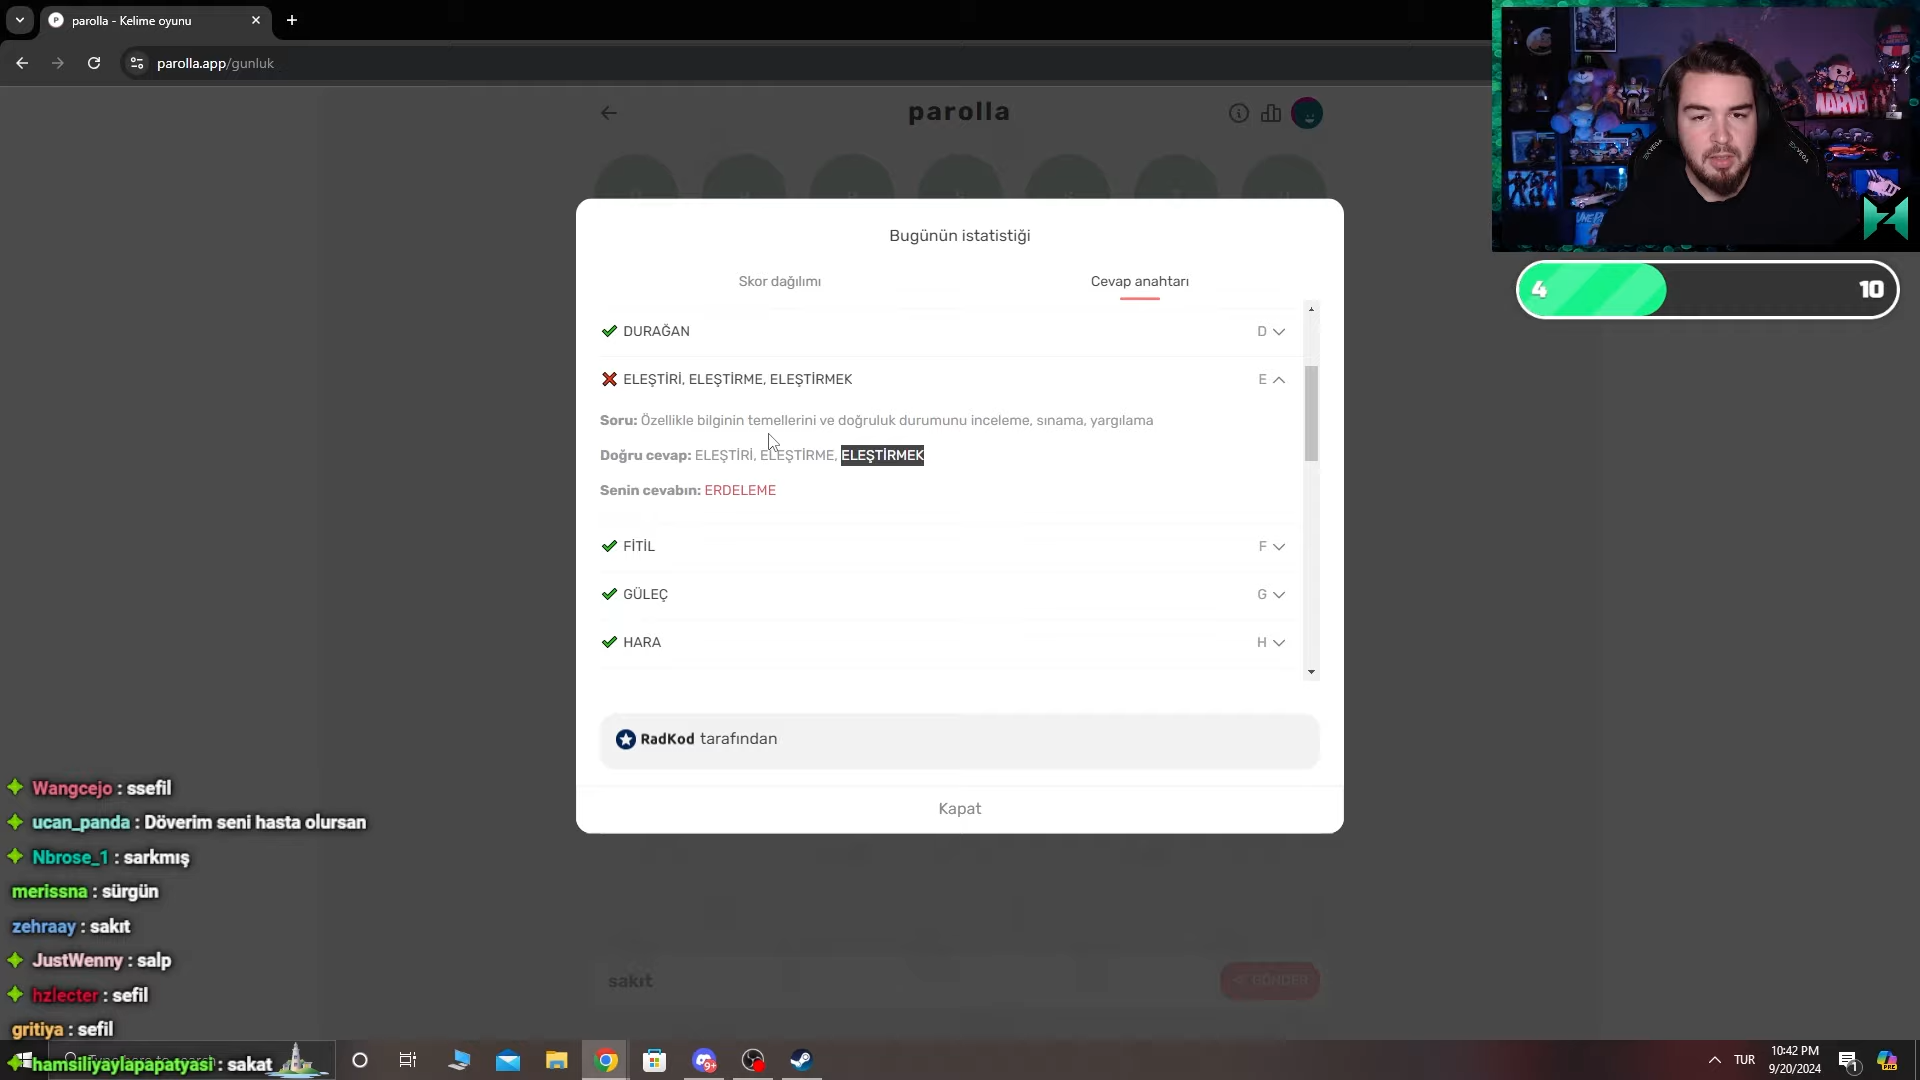 parolla - Kelime oyunu
parolla.app/gunluk
parolla
MARVEL
4 10
Bugünün istatistiği
Skor dağılımı
Cevap anahtarı
DURAĞAN D
ELEŞTİRİ, ELEŞTİRME, ELEŞTİRMEK E
Soru: Özellikle bilginin temellerini ve doğruluk durumunu inceleme, sınama, yargılama
Doğru cevap: ELEŞTİRİ, ELEŞTİRME, ELEŞTİRMEK
Senin cevabın: ERDELEME
FİTİL F
GÜLEÇ G
HARA H
RadKod tarafından
Kapat
sakıt
GÖNDER
Wangcejo : ssefil
ucan_panda : Döverim seni hasta olursan
Nbrose_1 : sarkmış
merissna : sürgün
zehraay : sakıt
JustWenny : salp
hzlecter : sefil
gritiya : sefil
hamsiliyaylapapatyasi : sakat
TUR
10:42 PM
9/20/2024
1